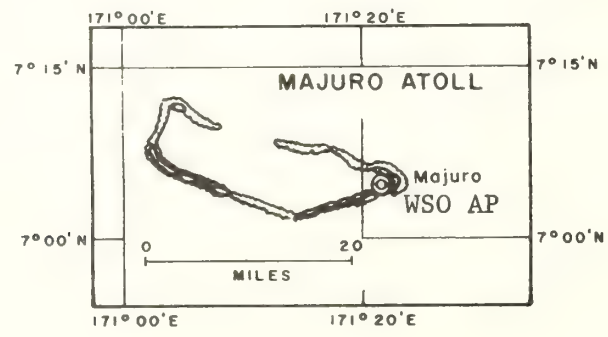 171° 00' E 171° 20' E
7° 15' N 7° 15' N
MAJURO ATOLL
Majuro
WSO AP
7° 00' N 7° 00' N
0 20
MILES
171° 00' E 171° 20' E